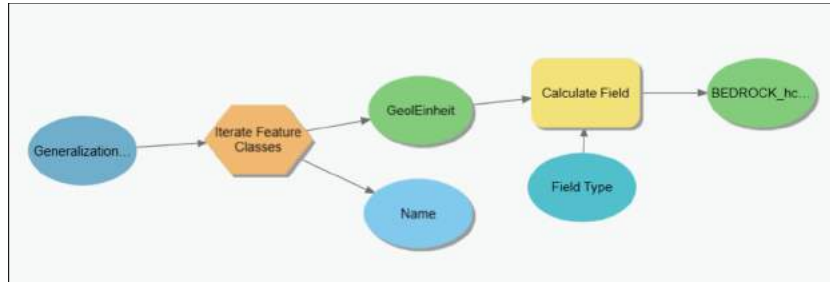 Generalization...
Iterate Feature
Classes
GeolEinheit
Name
Calculate Field
Field Type
BEDROCK_hc...